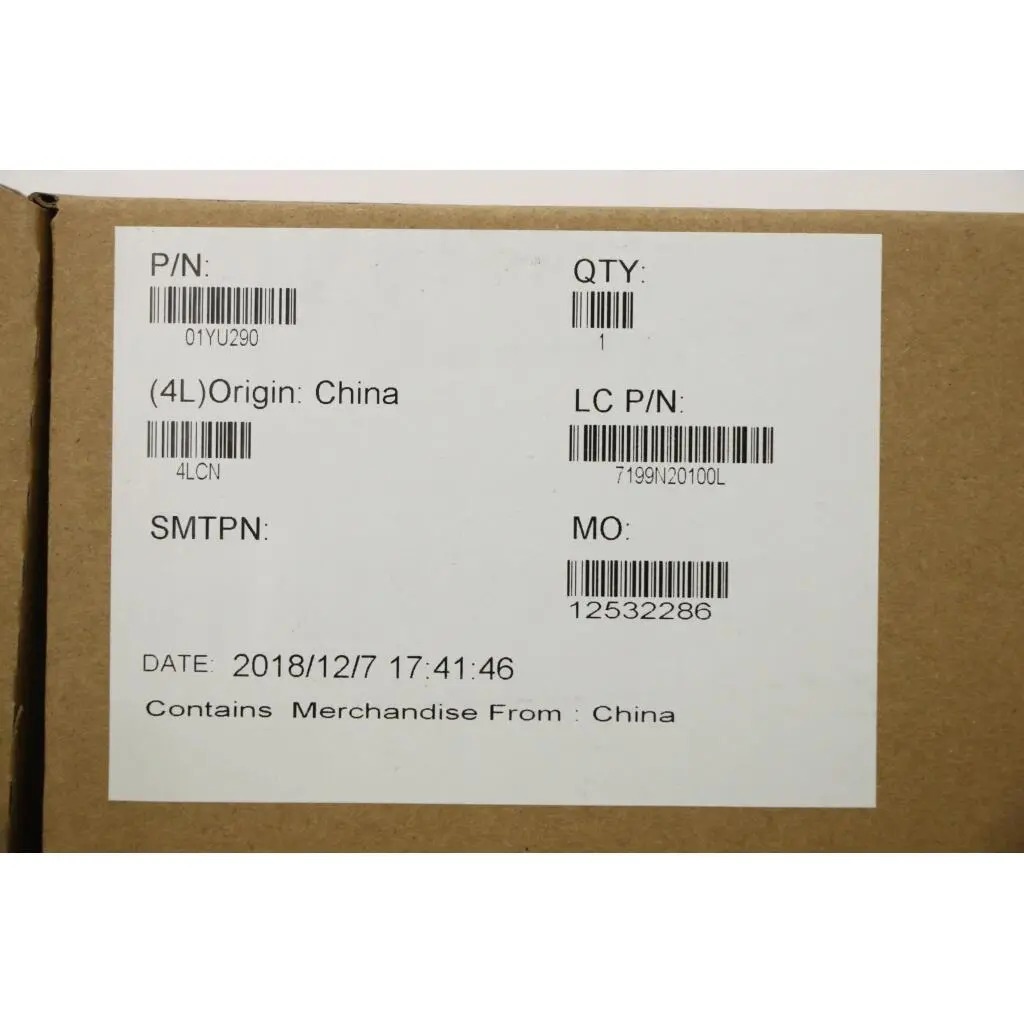 P/N:
01YU290
QTY:
1
(4L)Origin: China
4LCN
LC P/N:
7199N20100L
SMTPN:
MO:
12532286
DATE: 2018/12/7 17:41:46
Contains Merchandise From : China